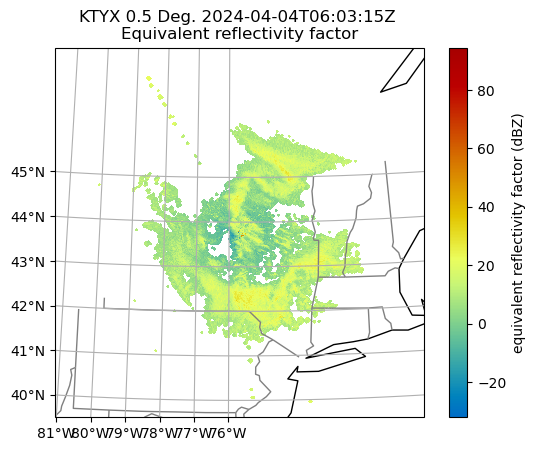 KTYX 0.5 Deg. 2024-04-04T06:03:15Z
Equivalent reflectivity factor
45°N
44°N
43°N
42°N
41°N
40°N
81°W 80°W 79°W 78°W 77°W 76°W
80
60
40
20
0
−20
equivalent reflectivity factor (dBZ)